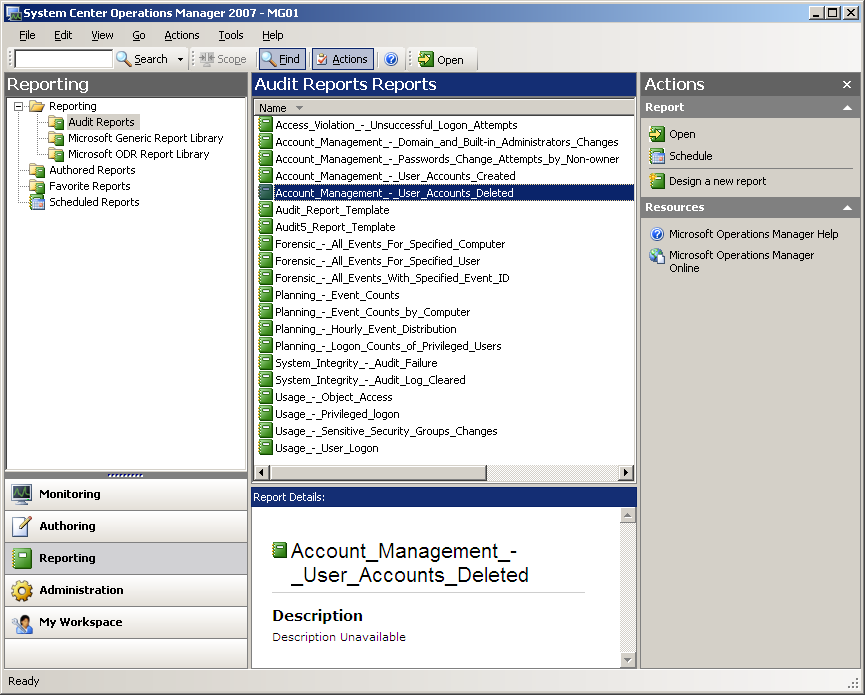 System Center Operations Manager 2007 - MG01
File Edit View Go Actions Tools Help
Search Scope Find Actions Open
Reporting
Reporting
Audit Reports
Microsoft Generic Report Library
Microsoft ODR Report Library
Authored Reports
Favorite Reports
Scheduled Reports
Monitoring
Authoring
Reporting
Administration
My Workspace
Audit Reports Reports
Name
Access_Violation_-_Unsuccessful_Logon_Attempts
Account_Management_-_Domain_and_Built-in_Administrators_Changes
Account_Management_-_Passwords_Change_Attempts_by_Non-owner
Account_Management_-_User_Accounts_Created
Account_Management_-_User_Accounts_Deleted
Audit_Report_Template
Audit5_Report_Template
Forensic_-_All_Events_For_Specified_Computer
Forensic_-_All_Events_For_Specified_User
Forensic_-_All_Events_With_Specified_Event_ID
Planning_-_Event_Counts
Planning_-_Event_Counts_by_Computer
Planning_-_Hourly_Event_Distribution
Planning_-_Logon_Counts_of_Privileged_Users
System_Integrity_-_Audit_Failure
System_Integrity_-_Audit_Log_Cleared
Usage_-_Object_Access
Usage_-_Privileged_logon
Usage_-_Sensitive_Security_Groups_Changes
Usage_-_User_Logon
Report Details:
Account_Management_-
_User_Accounts_Deleted
Description
Description Unavailable
Actions
Report
Open
Schedule
Design a new report
Resources
Microsoft Operations Manager Help
Microsoft Operations Manager
Online
Ready